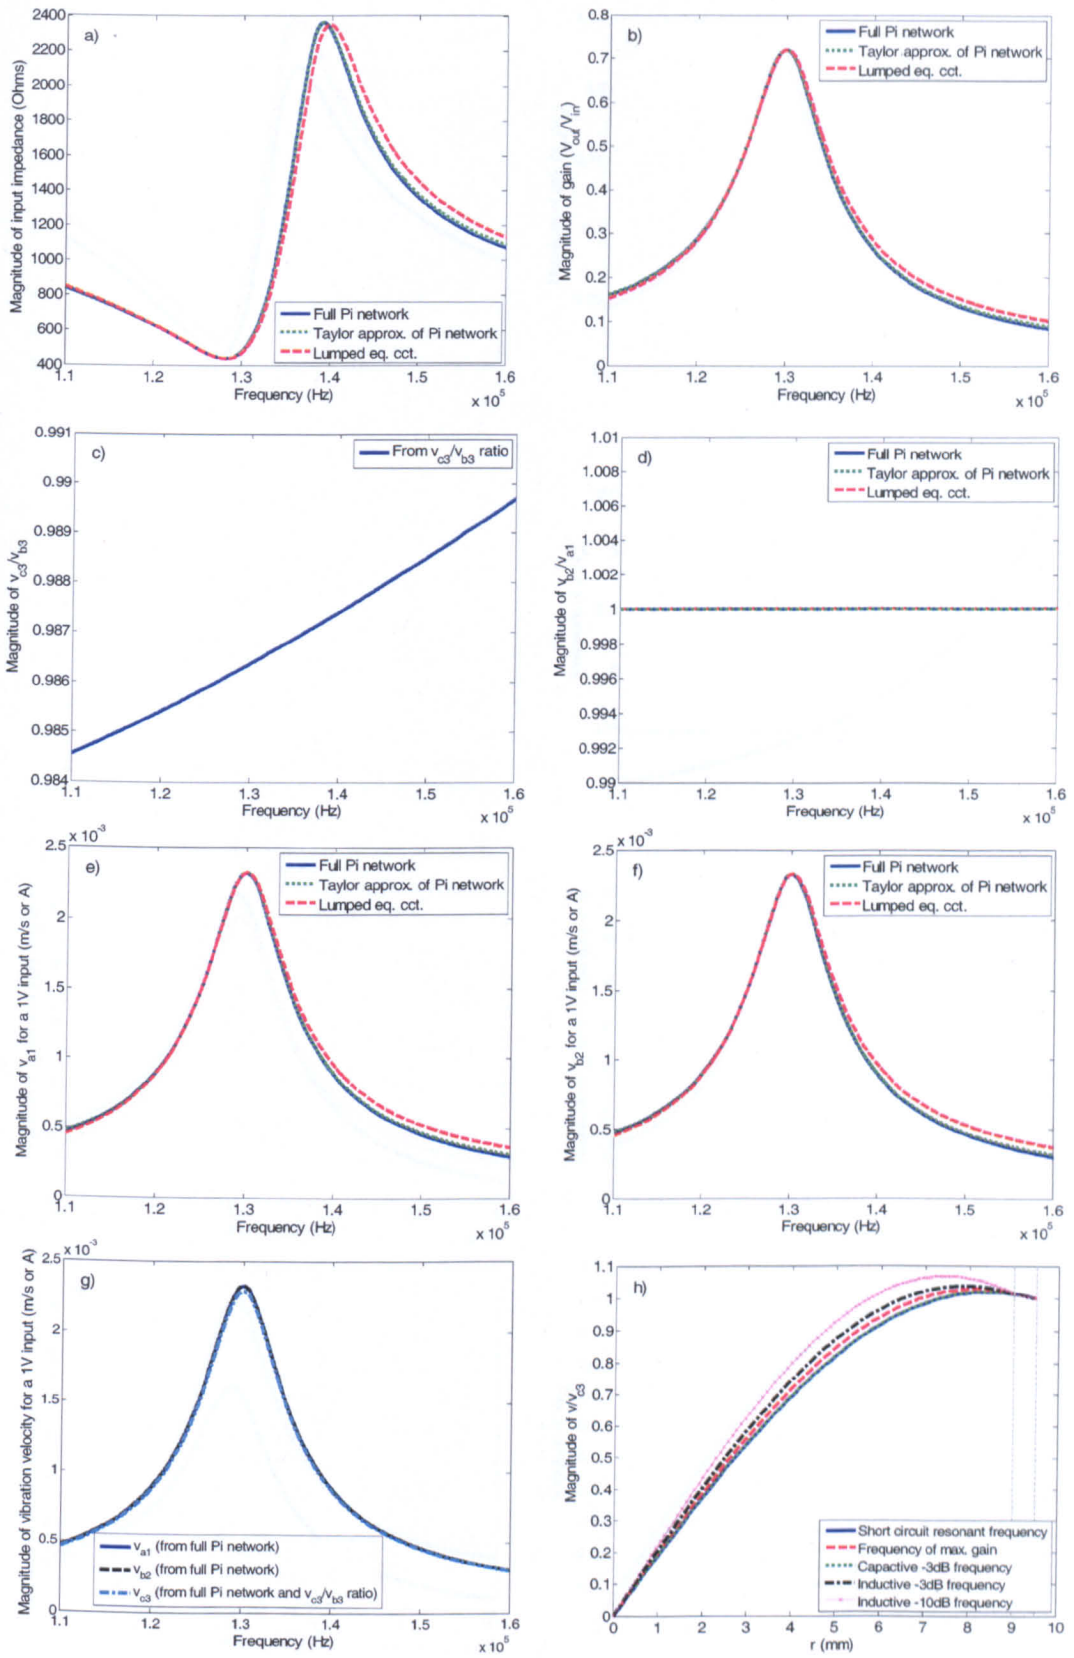 a)
Magnitude of input impedance (Ohms)
2400
2200
2000
1800
1600
1400
1200
1000
800
600
400
Full Pi network
Taylor approx. of Pi network
Lumped eq. cct.
1.1 1.2 1.3 1.4 1.5 1.6
Frequency (Hz)
x 10^5
b)
Magnitude of gain (V_out/V_in)
0.8
0.7
0.6
0.5
0.4
0.3
0.2
0.1
0
Full Pi network
Taylor approx. of Pi network
Lumped eq. cct.
1.1 1.2 1.3 1.4 1.5 1.6
Frequency (Hz)
x 10^5
c)
Magnitude of v_c3/v_b3
0.991
0.99
0.989
0.988
0.987
0.986
0.985
0.984
From v_c3/v_b3 ratio
1.1 1.2 1.3 1.4 1.5 1.6
Frequency (Hz)
x 10^5
d)
Magnitude of v_b2/v_a1
1.01
1.008
1.006
1.004
1.002
1
0.998
0.996
0.994
0.992
0.99
Full Pi network
Taylor approx. of Pi network
Lumped eq. cct.
1.1 1.2 1.3 1.4 1.5 1.6
Frequency (Hz)
x 10^5
e)
Magnitude of v_a1 for a 1V input (m/s or A)
x 10^-3
2.5
2
1.5
1
0.5
0
Full Pi network
Taylor approx. of Pi network
Lumped eq. cct.
1.1 1.2 1.3 1.4 1.5 1.6
Frequency (Hz)
x 10^5
f)
Magnitude of v_b2 for a 1V input (m/s or A)
x 10^-3
2.5
2
1.5
1
0.5
0
Full Pi network
Taylor approx. of Pi network
Lumped eq. cct.
1.1 1.2 1.3 1.4 1.5 1.6
Frequency (Hz)
x 10^5
g)
Magnitude of vibration velocity for a 1V input (m/s or A)
x 10^-3
2.5
2
1.5
1
0.5
0
v_a1 (from full Pi network)
v_b2 (from full Pi network)
v_c3 (from full Pi network and v_c3/v_b3 ratio)
1.1 1.2 1.3 1.4 1.5 1.6
Frequency (Hz)
x 10^5
h)
Magnitude of v/v_c3
1.1
1
0.9
0.8
0.7
0.6
0.5
0.4
0.3
0.2
0.1
0
Short circuit resonant frequency
Frequency of max. gain
Capactive -3dB frequency
Inductive -3dB frequency
Inductive -10dB frequency
0 1 2 3 4 5 6 7 8 9 10
r (mm)